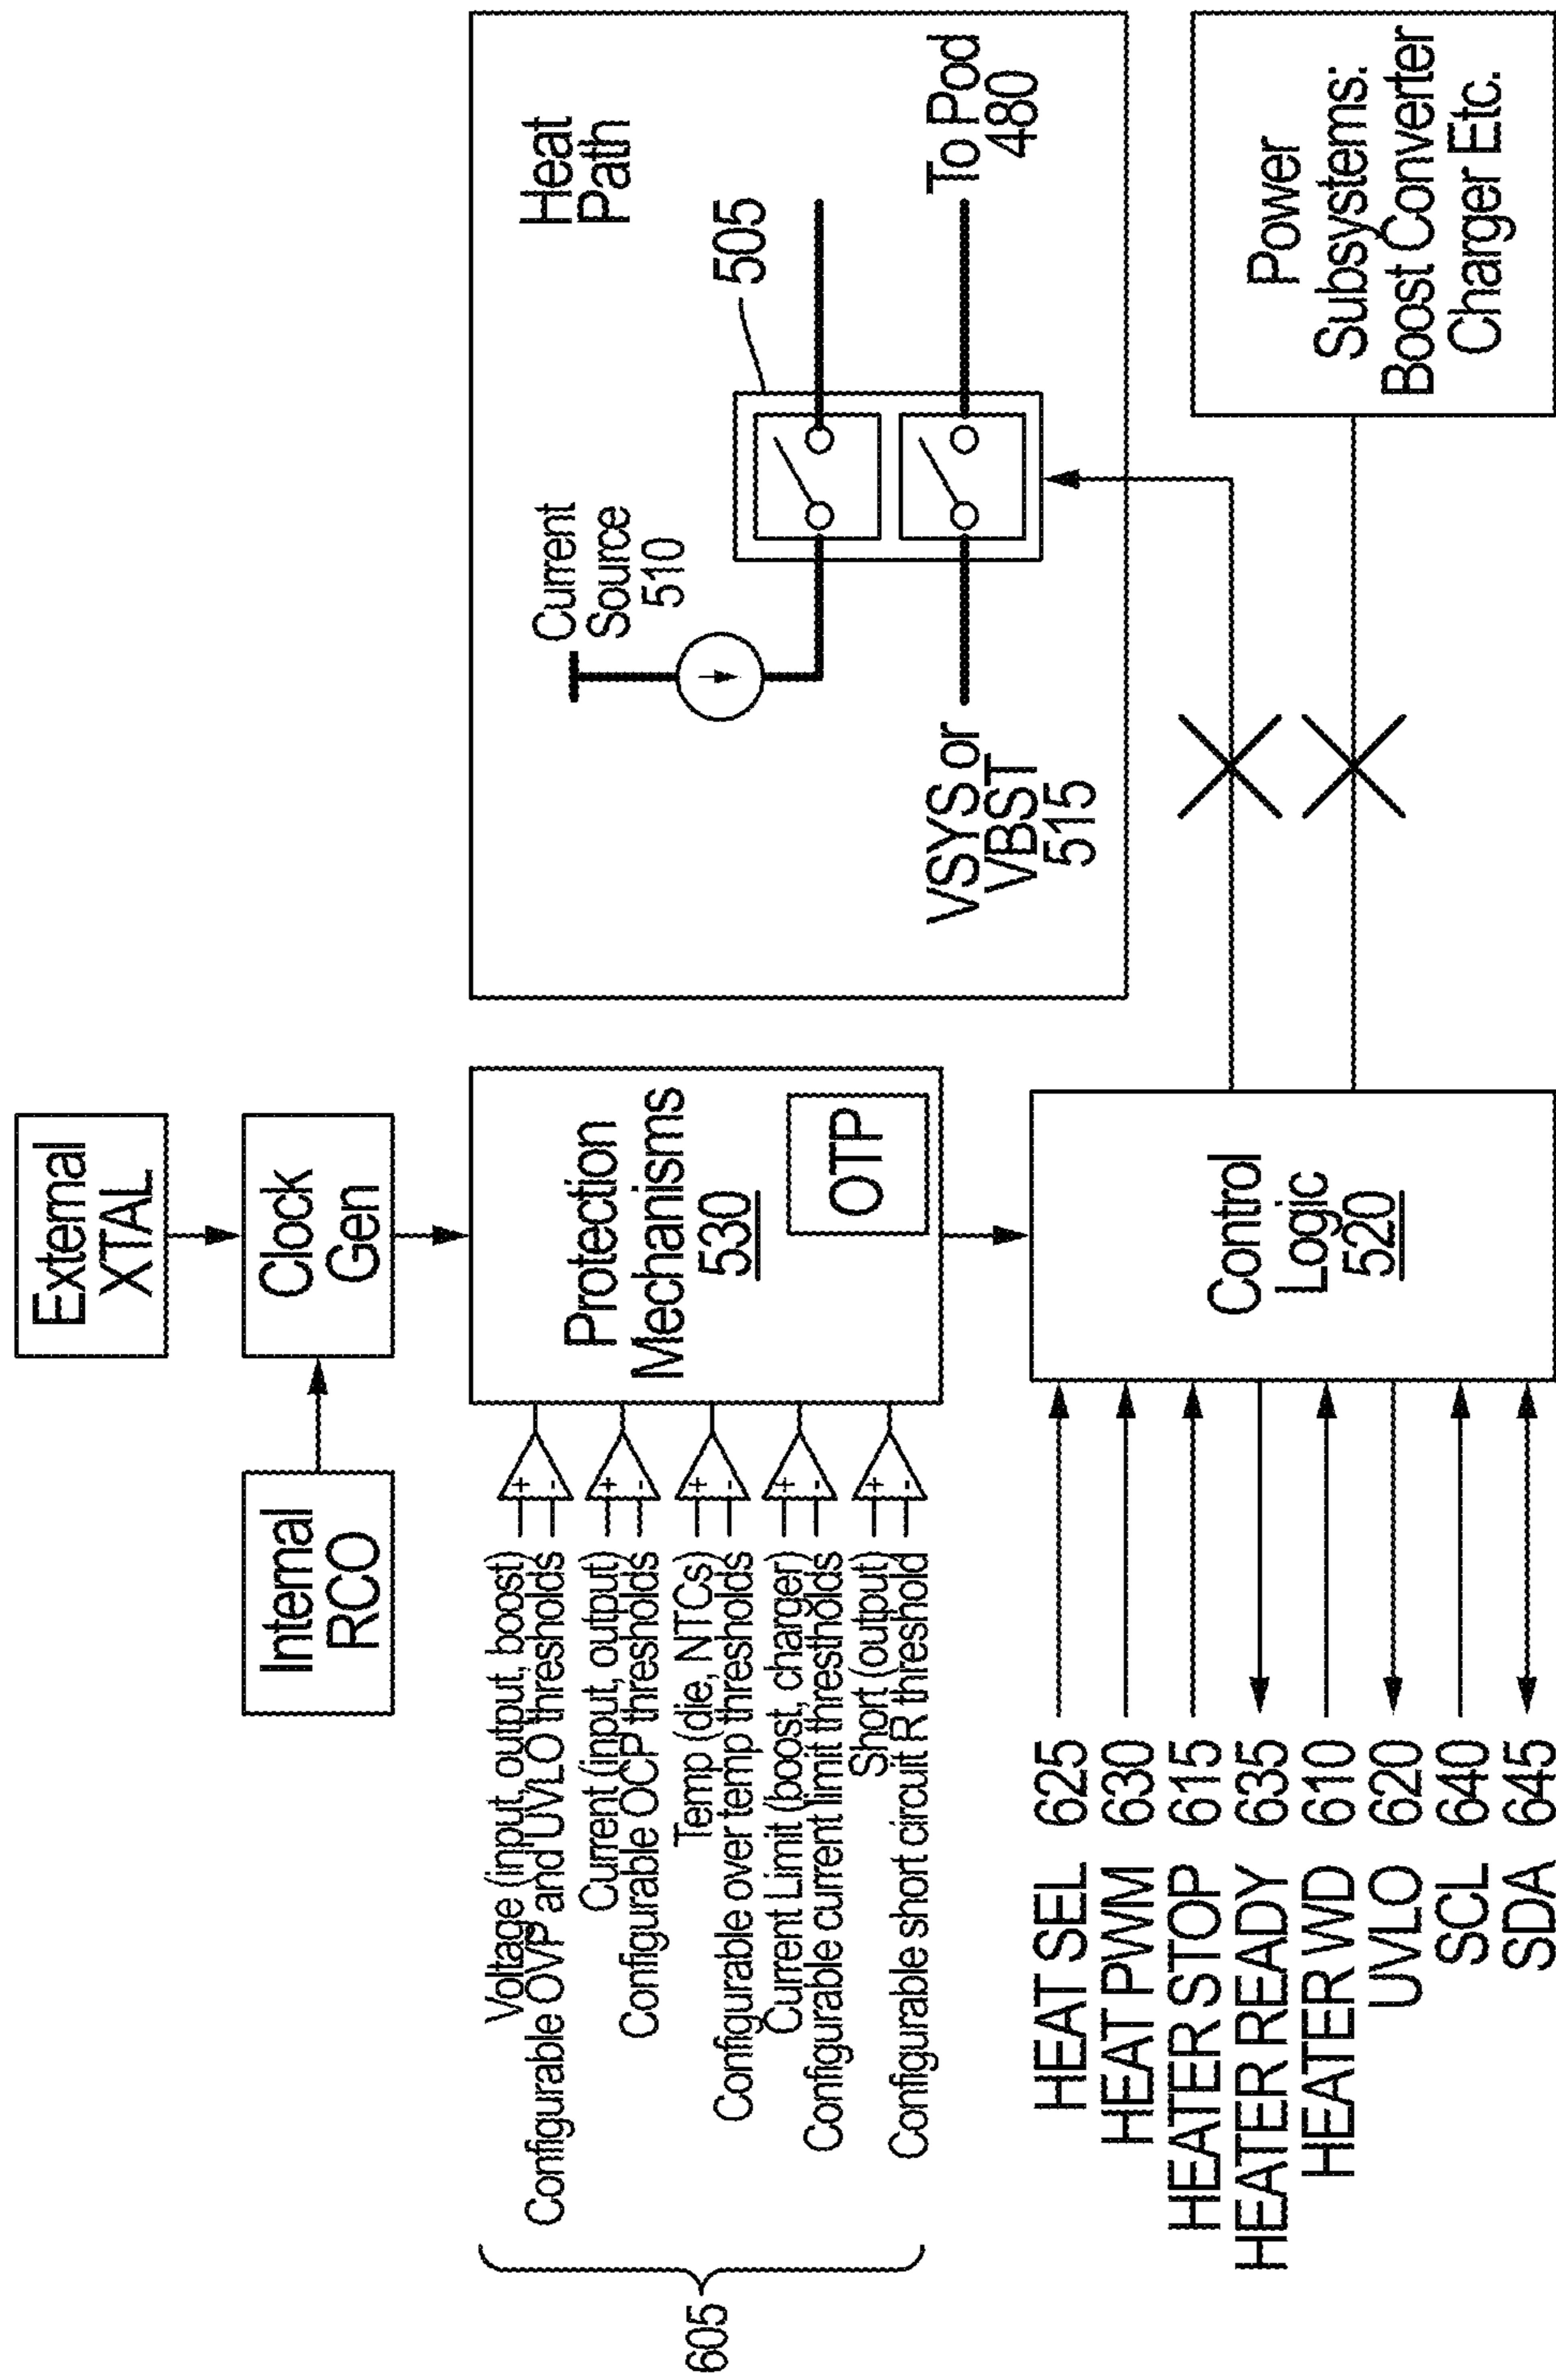 External
XTAL
Internal
RCO
Clock
Gen
605
Voltage (input, output, boost)
Configurable OVP and UVLO thresholds
Current (input, output)
Configurable OCP thresholds
Temp (die, NTCs)
Configurable over temp thresholds
Current Limit (boost, charger)
Configurable current limit threstholds
Short (output)
Configurable short circuit R threshold
+
-
+
-
+
-
+
-
+
-
Protection
Mechanisms
530
OTP
Heat
Path
Current
Source
510
505
VSYS or
VBST
515
To Pod
480
HEAT SEL 625
HEAT PWM 630
HEATER STOP 615
HEATER READY 635
HEATER WD 610
UVLO 620
SCL 640
SDA 645
Control
Logic
520
Power
Subsystems:
Boost Converter
Charger Etc.